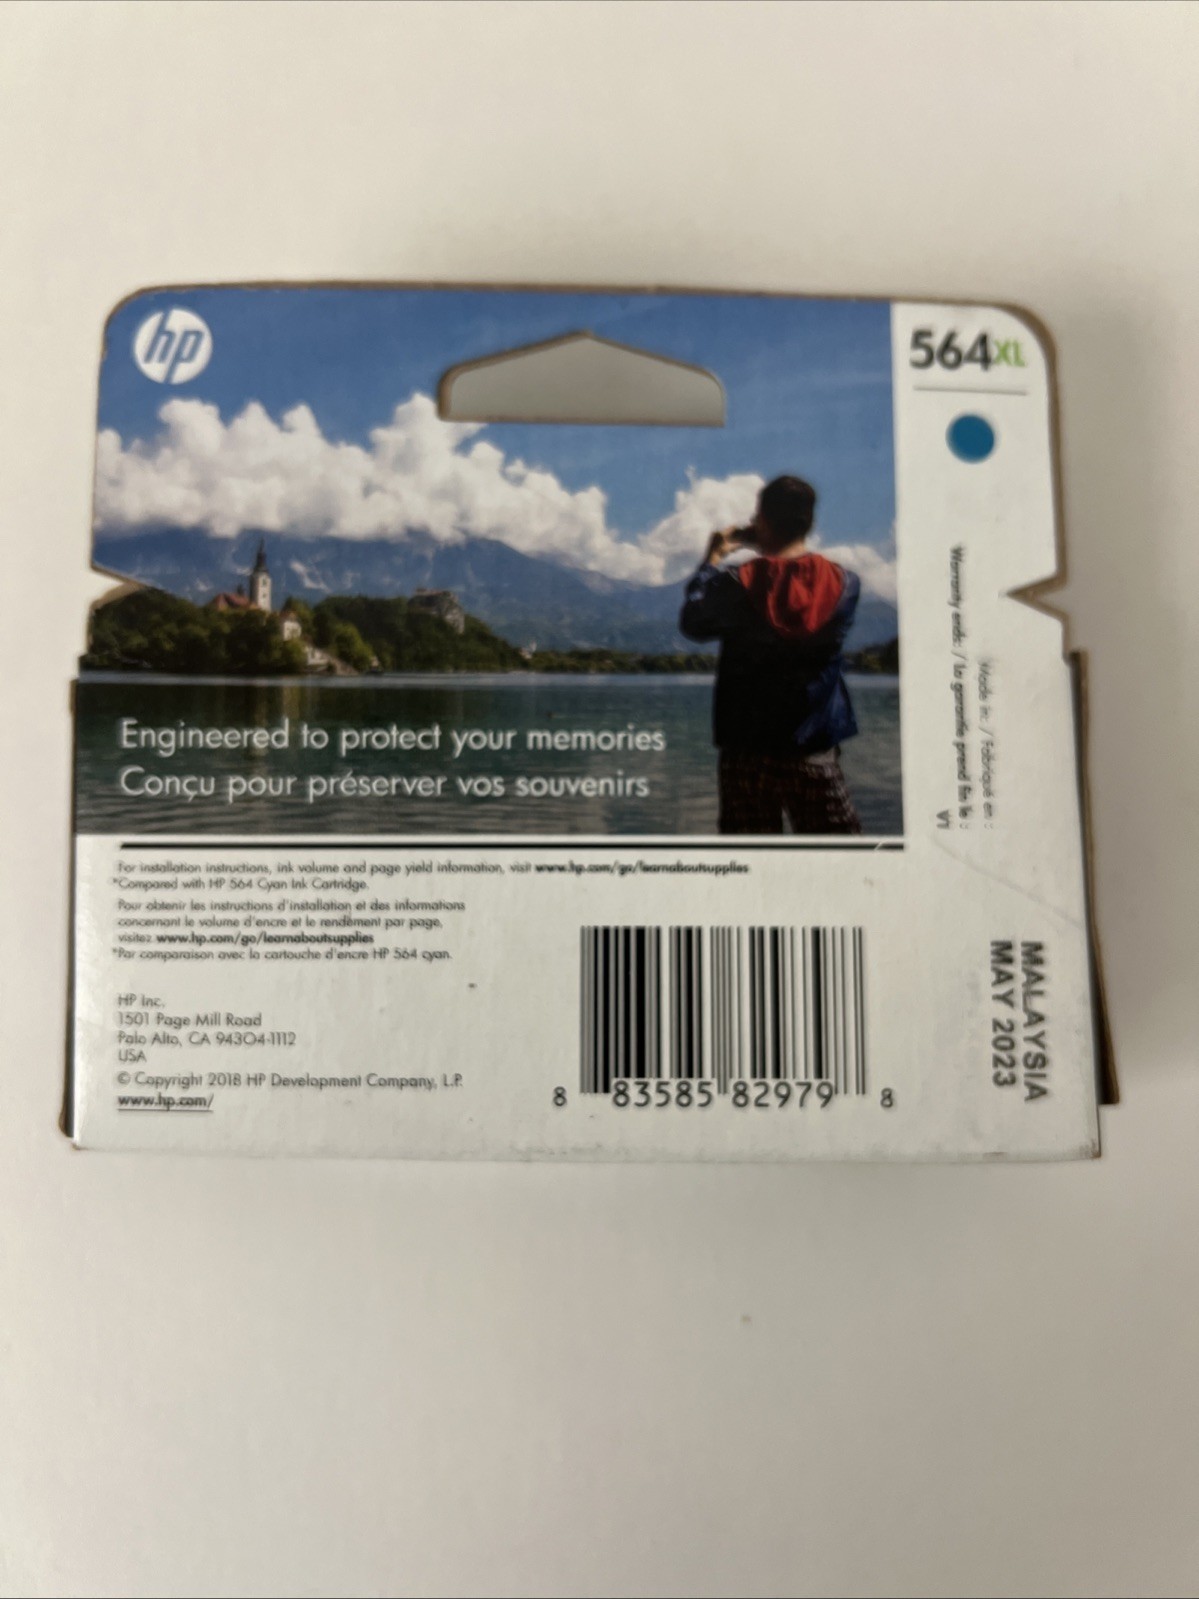 hp
564XL
Engineered to protect your memories
Conçu pour préserver vos souvenirs
For installation instructions, ink volume and page yield information, visit www.hp.com/go/learnaboutsupplies
*Compared with HP 564 Cyan Ink Cartridge.
Pour obtenir les instructions d'installation et des informations
concernant le volume d'encre et le rendement par page,
visitez www.hp.com/go/learnaboutsupplies
*Par comparaison avec la cartouche d'encre HP 564 cyan.
HP Inc.
1501 Page Mill Road
Palo Alto, CA 94304-1112
USA
© Copyright 2018 HP Development Company, L.P.
www.hp.com/
8 83585 82979 8
Made in: / Fabriqué en :
Warranty ends: / La garantie prend fin le :
V1
MALAYSIA
MAY 2023